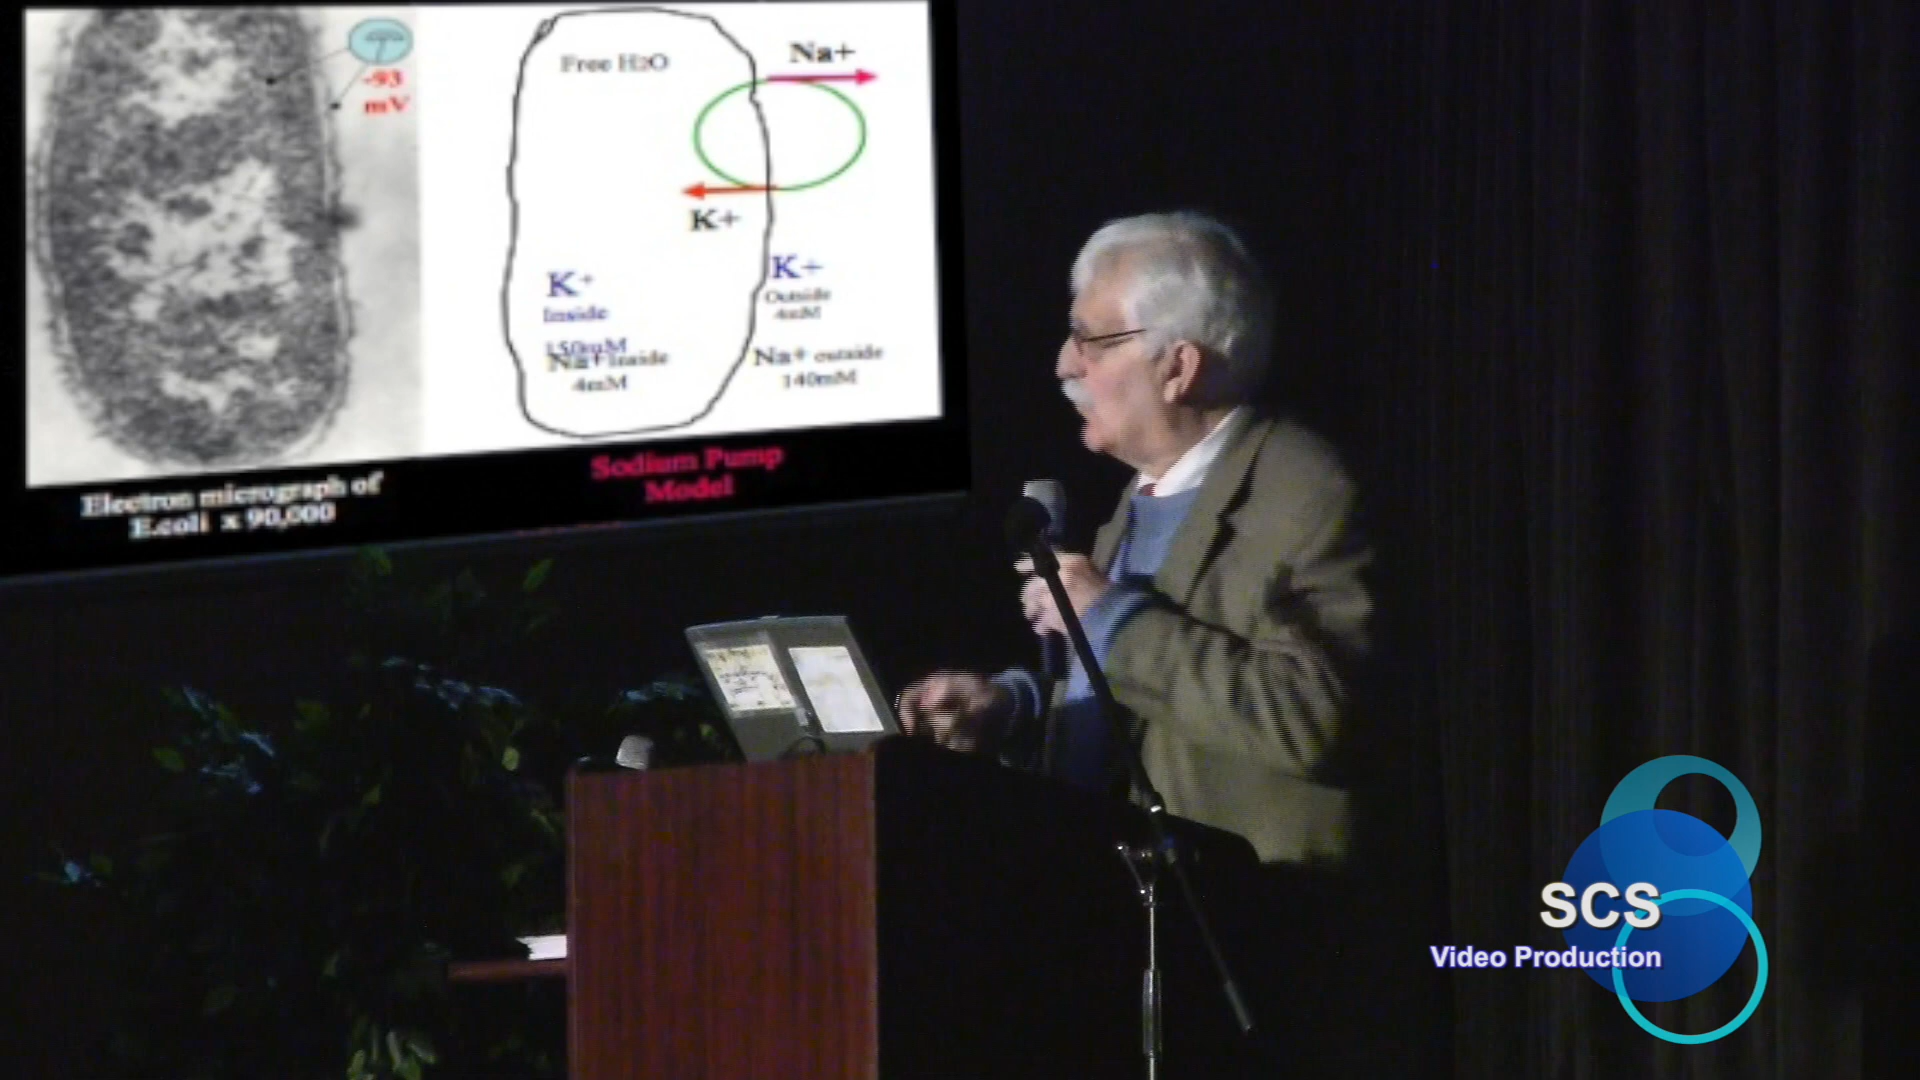 -93
mV
Free H2O
Na+
K+
K+
Inside
150mM
Na+ Inside
4mM
K+
Outside
4mM
Na+ outside
140mM
Electron micrograph of
E.coli x 90,000
Sodium Pump
Model
SCS
Video Production